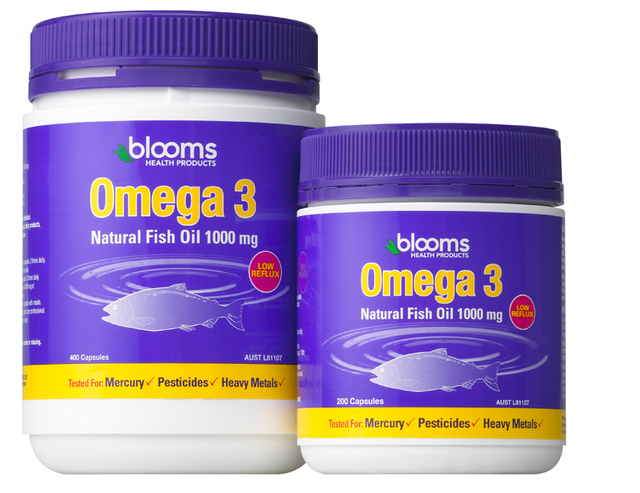 blooms
HEALTH PRODUCTS
Omega 3
Natural Fish Oil 1000 mg
LOW
REFLUX
400 Capsules
AUST L81107
Tested For: Mercury✓ Pesticides✓ Heavy Metals✓
blooms
HEALTH PRODUCTS
Omega 3
Natural Fish Oil 1000 mg
LOW
REFLUX
200 Capsules
AUST L81107
Tested For: Mercury✓ Pesticides✓ Heavy Metals✓